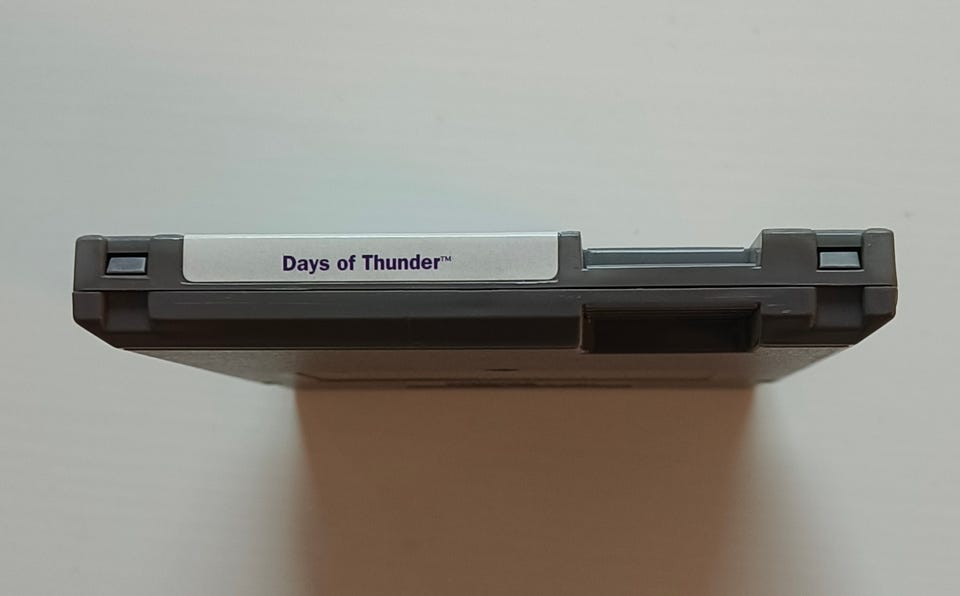 Days of Thunder™